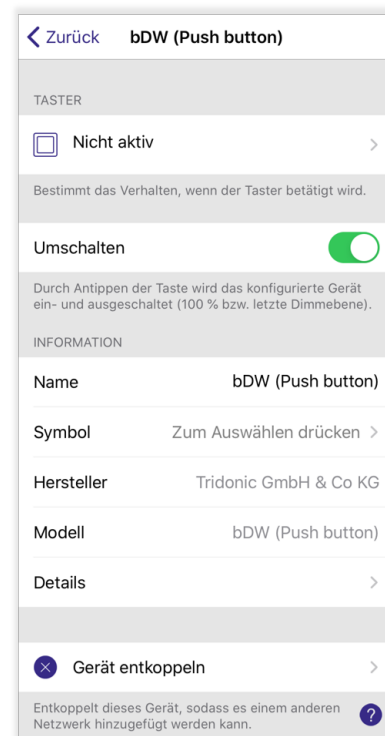 Zurück bDW (Push button)
TASTER
Nicht aktiv
Bestimmt das Verhalten, wenn der Taster betätigt wird.
Umschalten
Durch Antippen der Taste wird das konfigurierte Gerät
ein- und ausgeschaltet (100 % bzw. letzte Dimmebene).
INFORMATION
Name bDW (Push button)
Symbol Zum Auswählen drücken
Hersteller Tridonic GmbH & Co KG
Modell bDW (Push button)
Details
Gerät entkoppeln
Entkoppelt dieses Gerät, sodass es einem anderen
Netzwerk hinzugefügt werden kann.
?